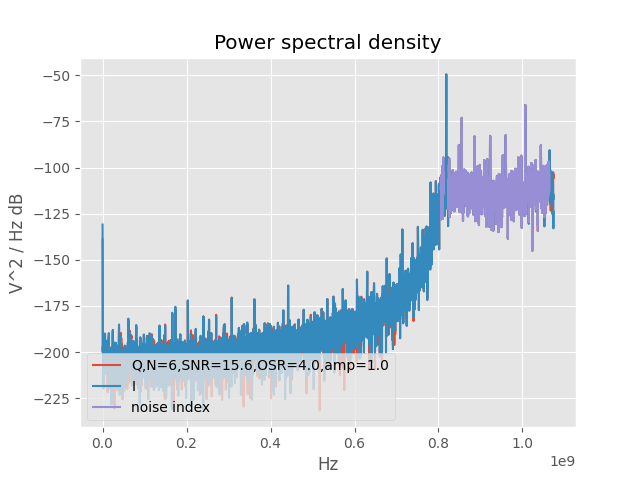 Power spectral density
V^2 / Hz dB
−50
−75
−100
−125
−150
−175
−200
−225
Q,N=6,SNR=15.6,OSR=4.0,amp=1.0
I
noise index
0.0 0.2 0.4 0.6 0.8 1.0
1e9
Hz